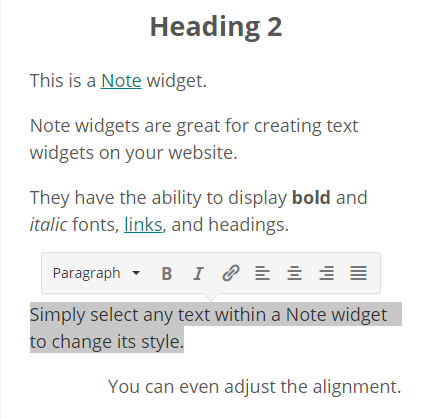 Heading 2
This is a Note widget.
Note widgets are great for creating text
widgets on your website.
They have the ability to display bold and
italic fonts, links, and headings.
Paragraph B I
Simply select any text within a Note widget
to change its style.
You can even adjust the alignment.